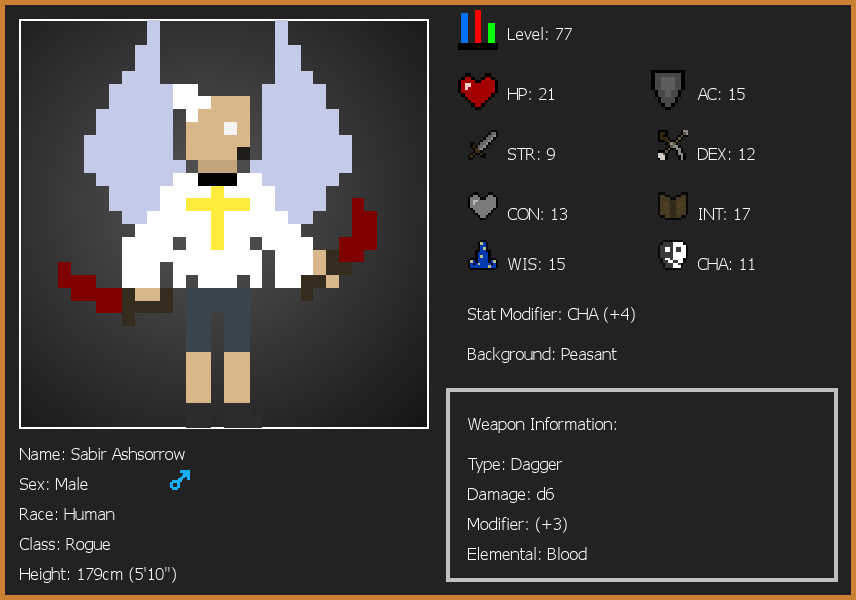 Level: 77
HP: 21
AC: 15
STR: 9
DEX: 12
CON: 13
INT: 17
WIS: 15
CHA: 11
Stat Modifier: CHA (+4)
Background: Peasant
Weapon Information:
Type: Dagger
Damage: d6
Modifier: (+3)
Elemental: Blood
Name: Sabir Ashsorrow
Sex: Male
Race: Human
Class: Rogue
Height: 179cm (5'10")